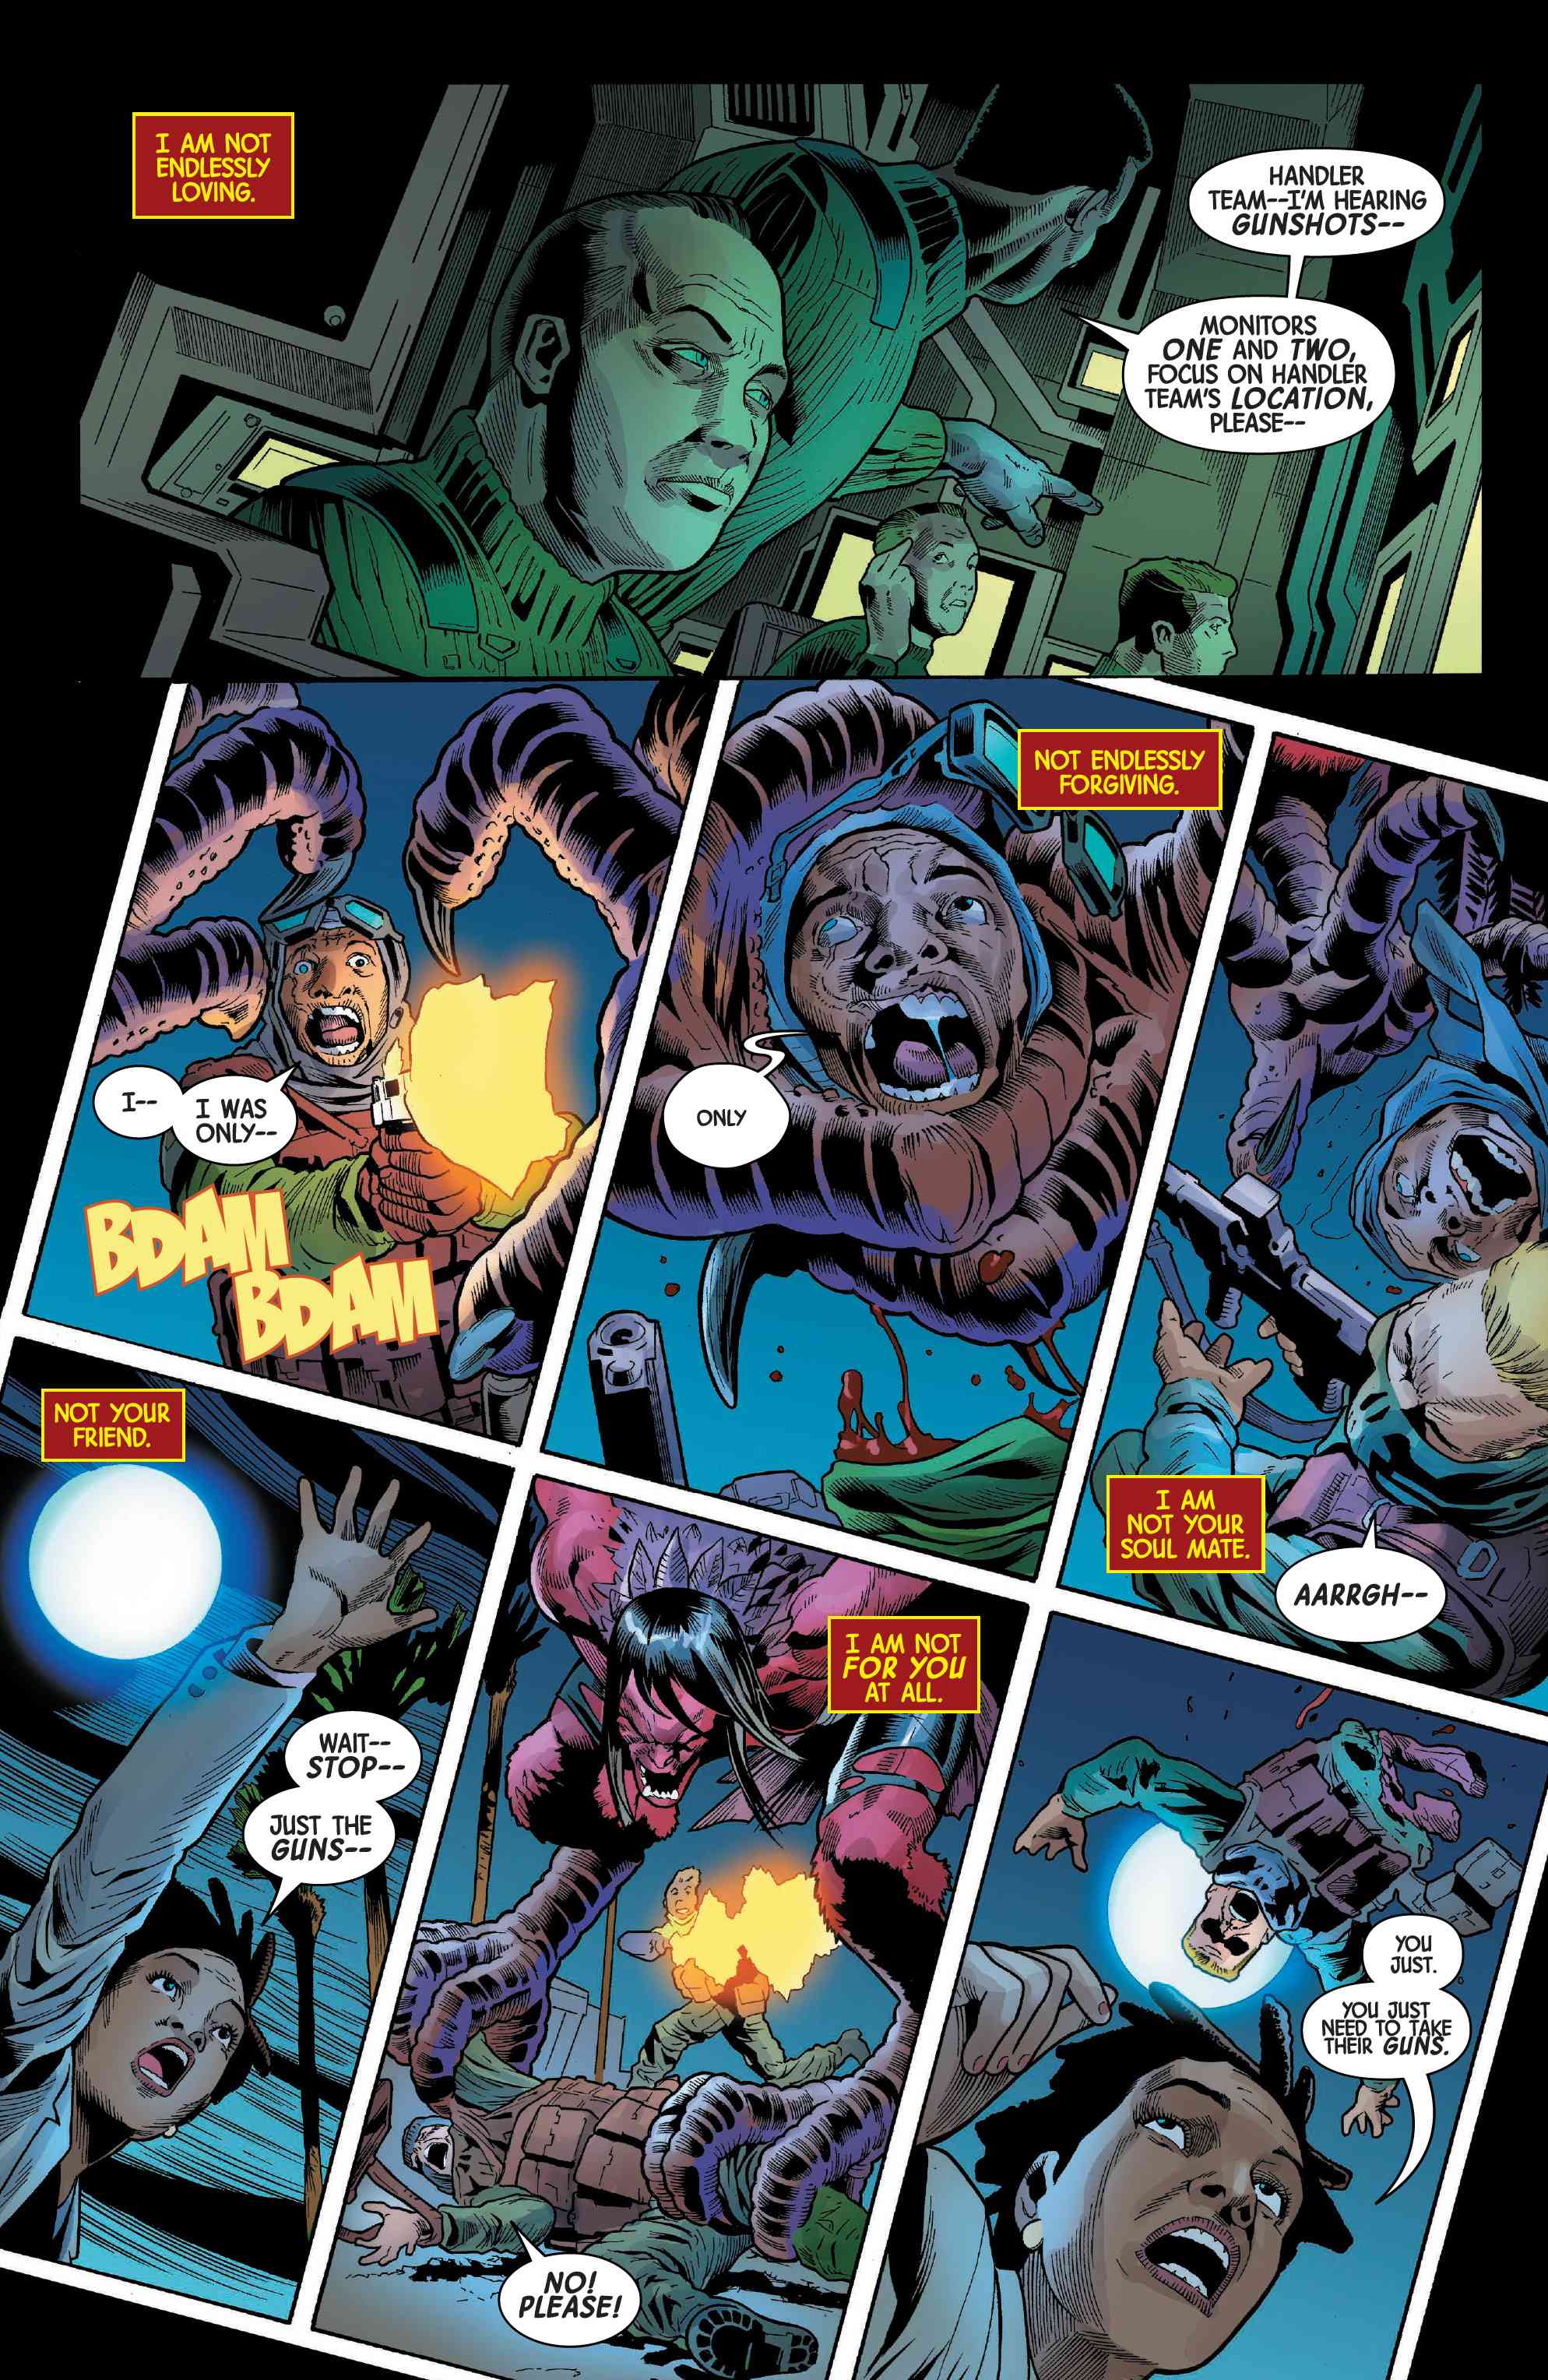 I AM NOT
ENDLESSLY
LOVING.
HANDLER
TEAM--I'M HEARING
GUNSHOTS--
MONITORS
ONE AND TWO,
FOCUS ON HANDLER
TEAM'S LOCATION,
PLEASE--
I--
I WAS
ONLY--
BDAM
BDAM
NOT ENDLESSLY
FORGIVING.
ONLY
I AM
NOT YOUR
SOUL MATE.
AARRGH--
NOT YOUR
FRIEND.
WAIT--
STOP--
JUST THE
GUNS--
I AM NOT
FOR YOU
AT ALL.
NO!
PLEASE!
YOU
JUST.
YOU JUST
NEED TO TAKE
THEIR GUNS.